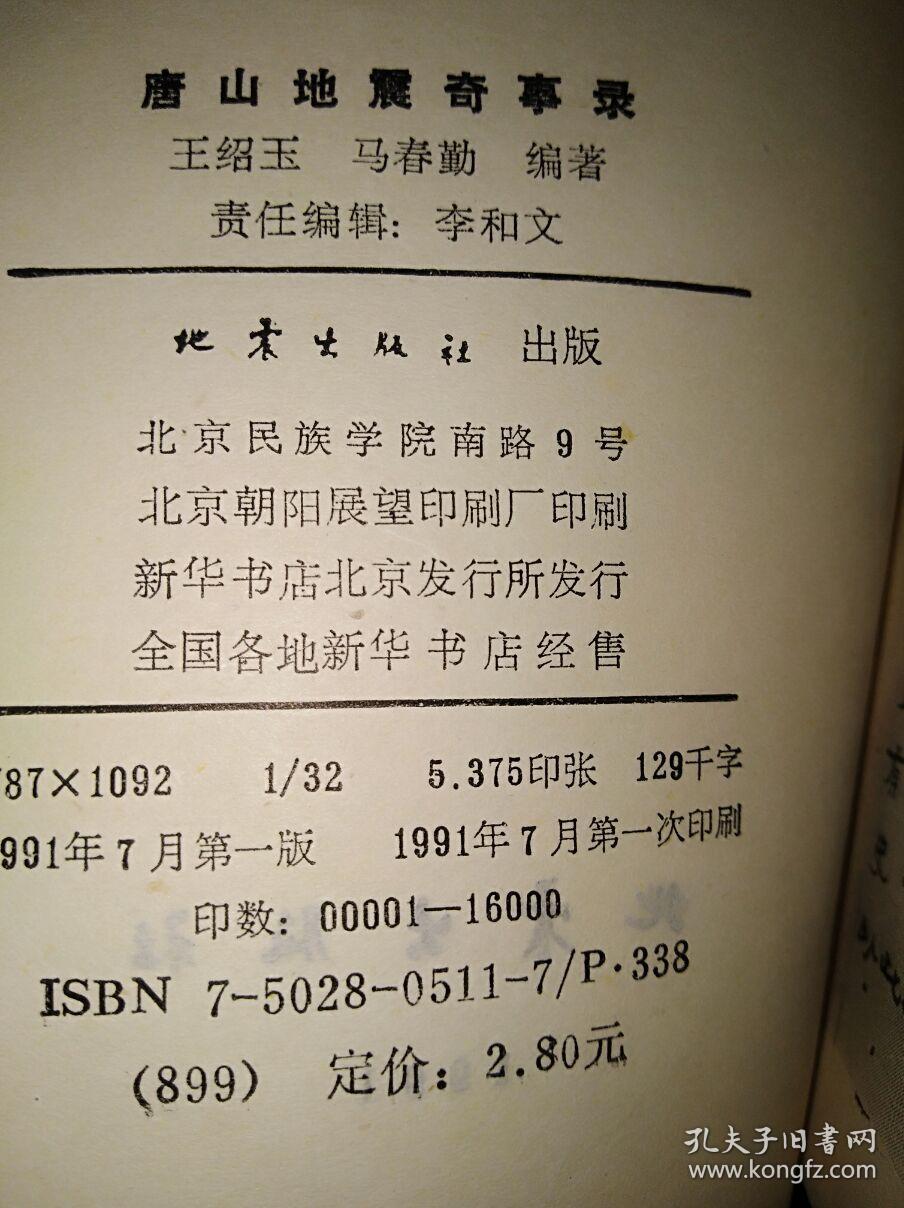 唐山地震奇事录
王绍玉 马春勤 编著
责任编辑：李和文
地震出版社 出版
北京民族学院南路9号
北京朝阳展望印刷厂印刷
新华书店北京发行所发行
全国各地新华书店经售
787×1092 1/32 5.375印张 129千字
1991年7月第一版 1991年7月第一次印刷
印数：00001—16000
ISBN 7-5028-0511-7/P·338
(899) 定价：2.80元
孔夫子旧书网
www.kongfz.com